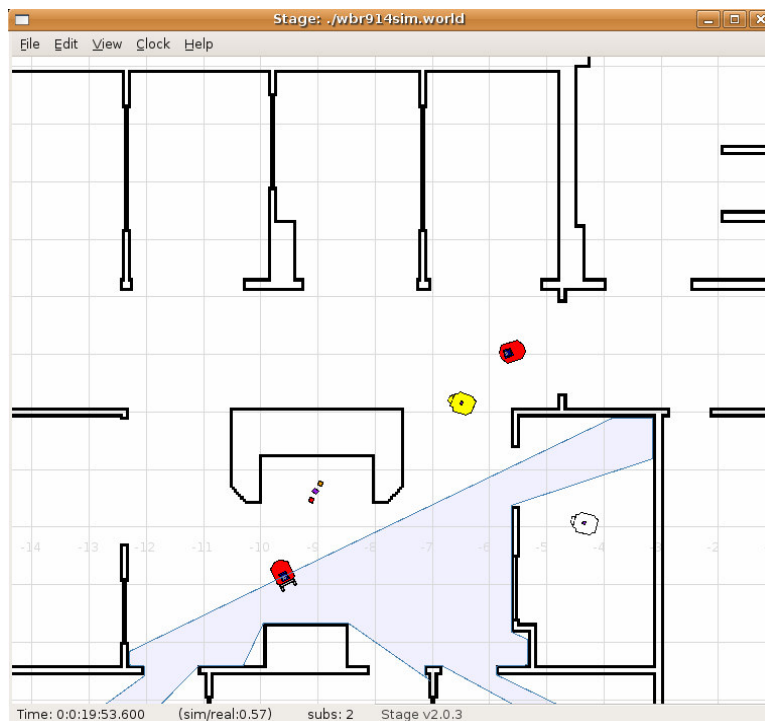 Stage: ./wbr914sim.world
File Edit View Clock Help
-14 -13 -12 -11 -10 -9 -8 -7 -6 -5 -4 -3 -2
Time: 0:0:19:53.600 (sim/real:0.57) subs: 2 Stage v2.0.3